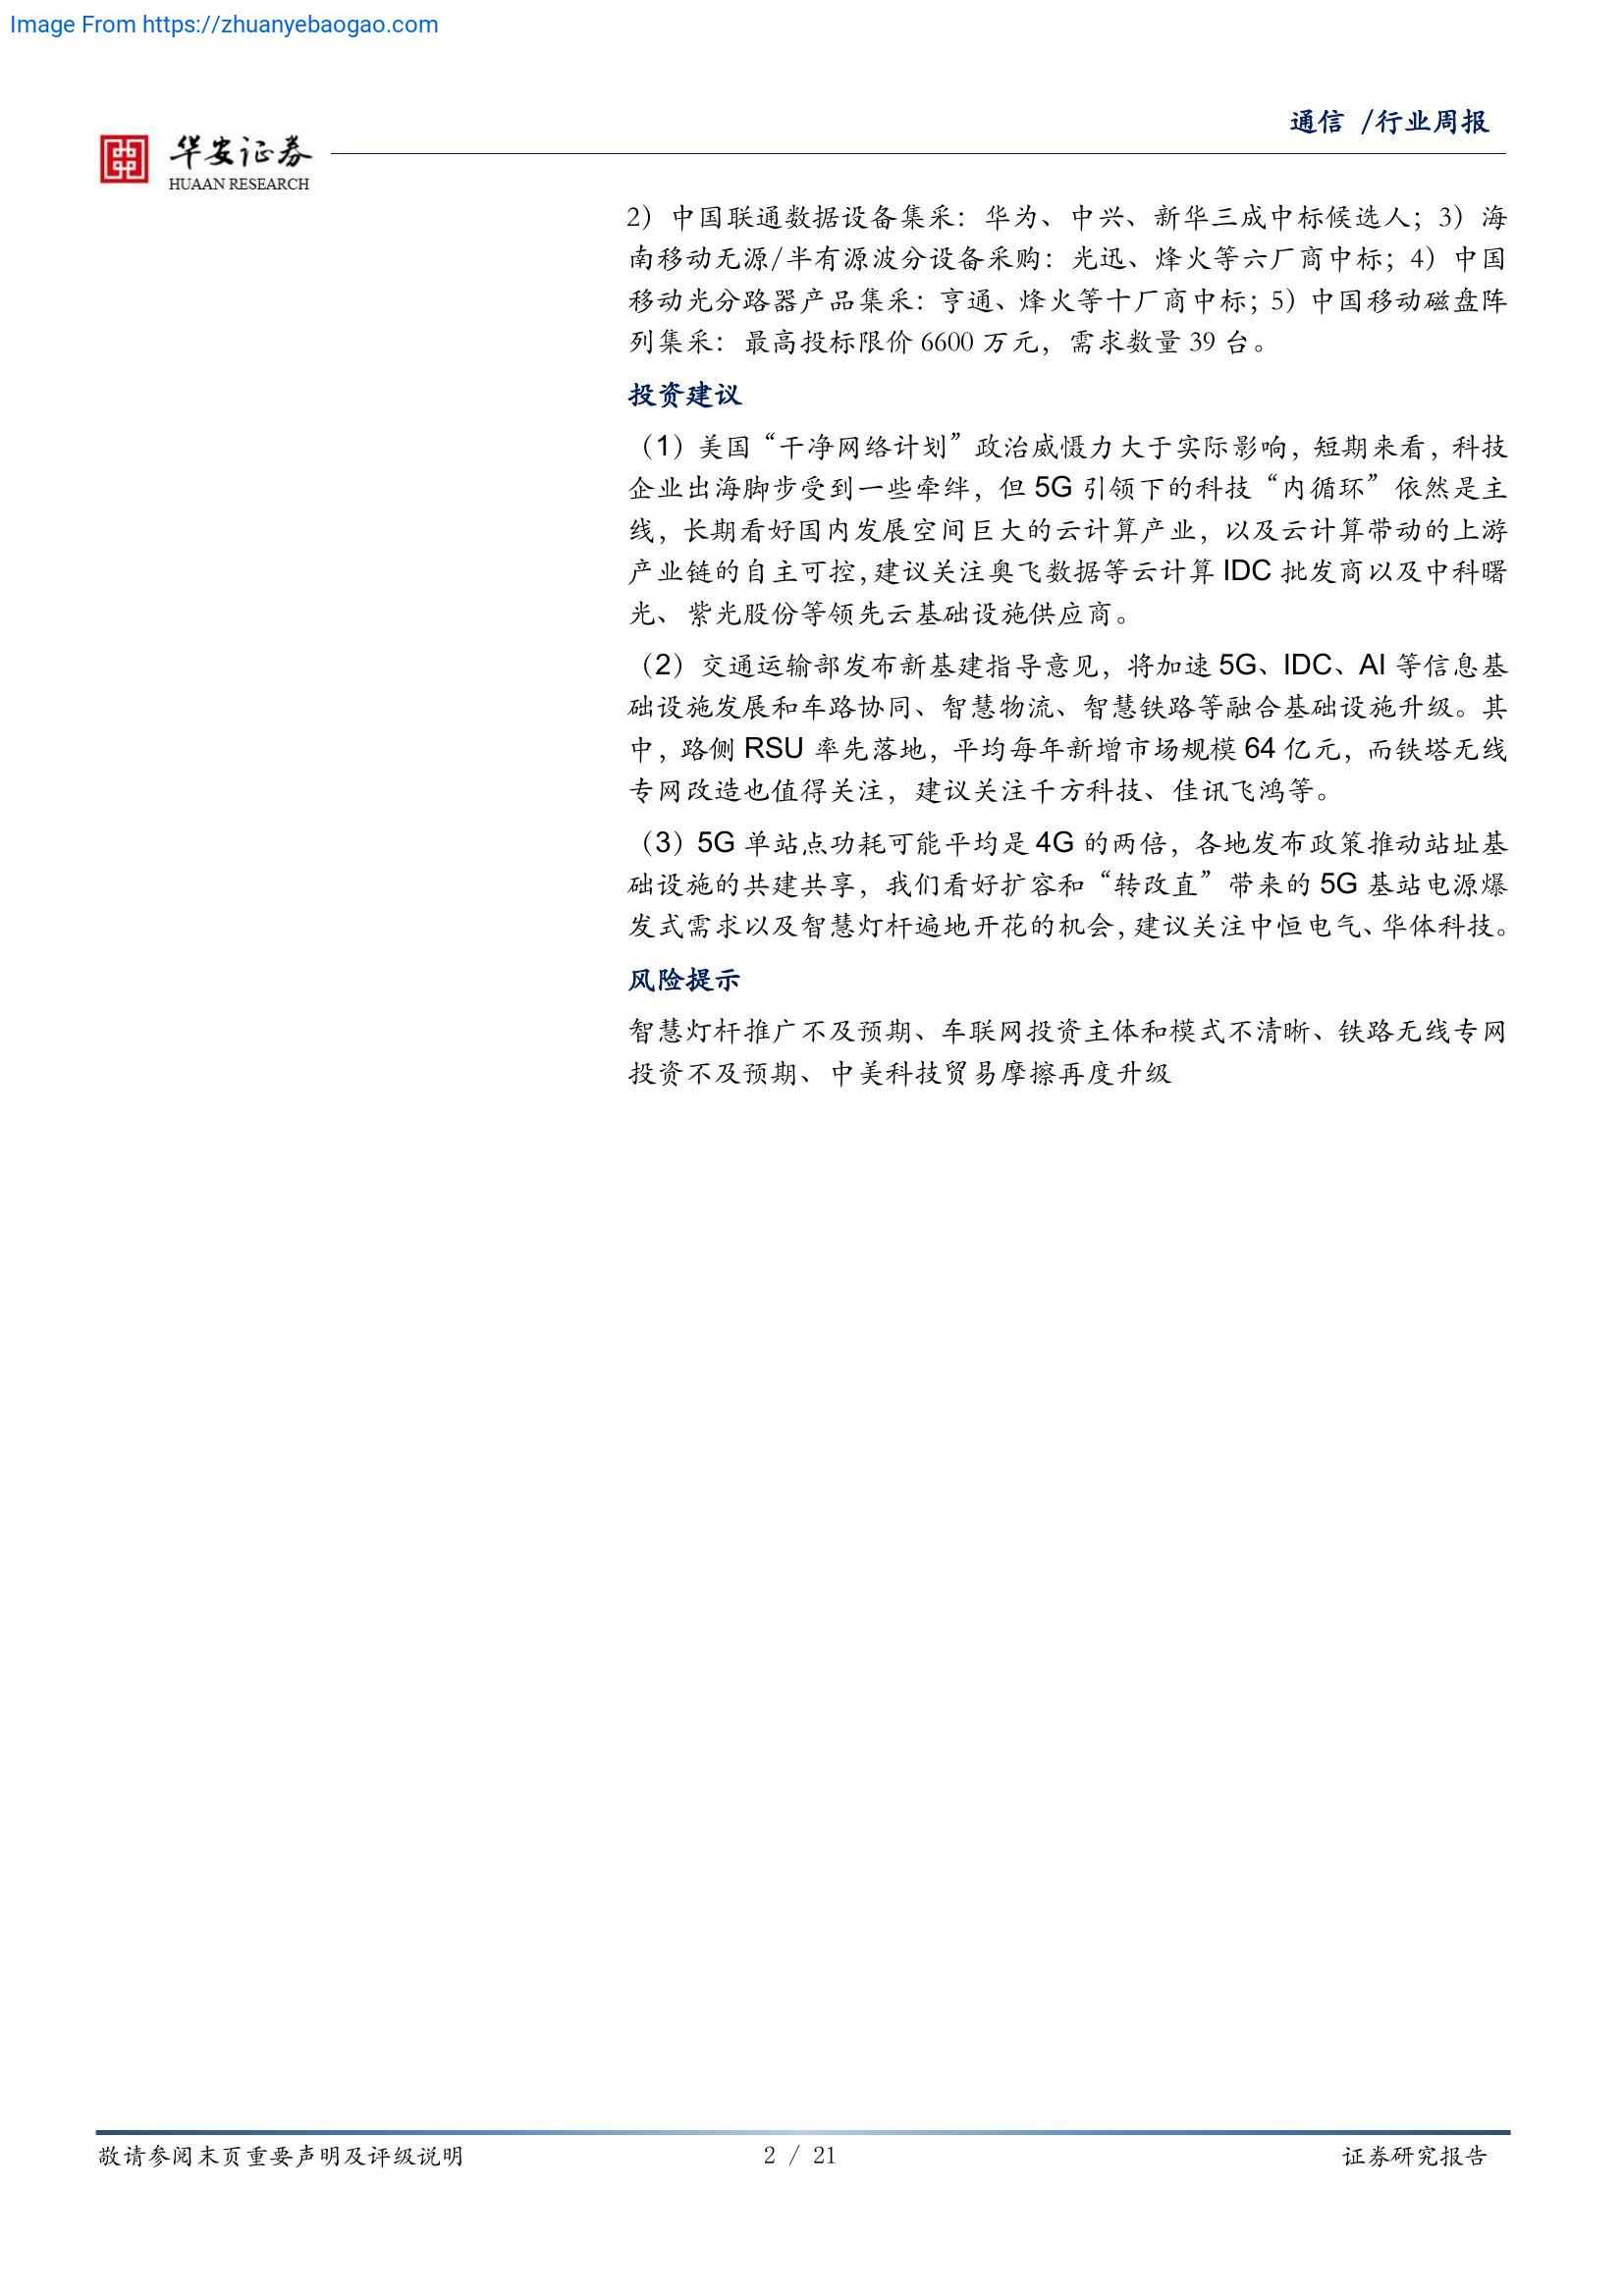 Image From https://zhuanyebaogao.com
通信 /行业周报
华安证券
HUAAN RESEARCH
2）中国联通数据设备集采：华为、中兴、新华三成中标候选人；3）海
南移动无源/半有源波分设备采购：光迅、烽火等六厂商中标；4）中国
移动光分路器产品集采：亨通、烽火等十厂商中标；5）中国移动磁盘阵
列集采：最高投标限价 6600 万元，需求数量 39 台。
投资建议
（1）美国“干净网络计划”政治威慑力大于实际影响，短期来看，科技
企业出海脚步受到一些牵绊，但 5G 引领下的科技“内循环”依然是主
线，长期看好国内发展空间巨大的云计算产业，以及云计算带动的上游
产业链的自主可控，建议关注奥飞数据等云计算 IDC 批发商以及中科曙
光、紫光股份等领先云基础设施供应商。
（2）交通运输部发布新基建指导意见，将加速 5G、IDC、AI 等信息基
础设施发展和车路协同、智慧物流、智慧铁路等融合基础设施升级。其
中，路侧 RSU 率先落地，平均每年新增市场规模 64 亿元，而铁塔无线
专网改造也值得关注，建议关注千方科技、佳讯飞鸿等。
（3）5G 单站点功耗可能平均是 4G 的两倍，各地发布政策推动站址基
础设施的共建共享，我们看好扩容和“转改直”带来的 5G 基站电源爆
发式需求以及智慧灯杆遍地开花的机会，建议关注中恒电气、华体科技。
风险提示
智慧灯杆推广不及预期、车联网投资主体和模式不清晰、铁路无线专网
投资不及预期、中美科技贸易摩擦再度升级
敬请参阅末页重要声明及评级说明
2 / 21
证券研究报告